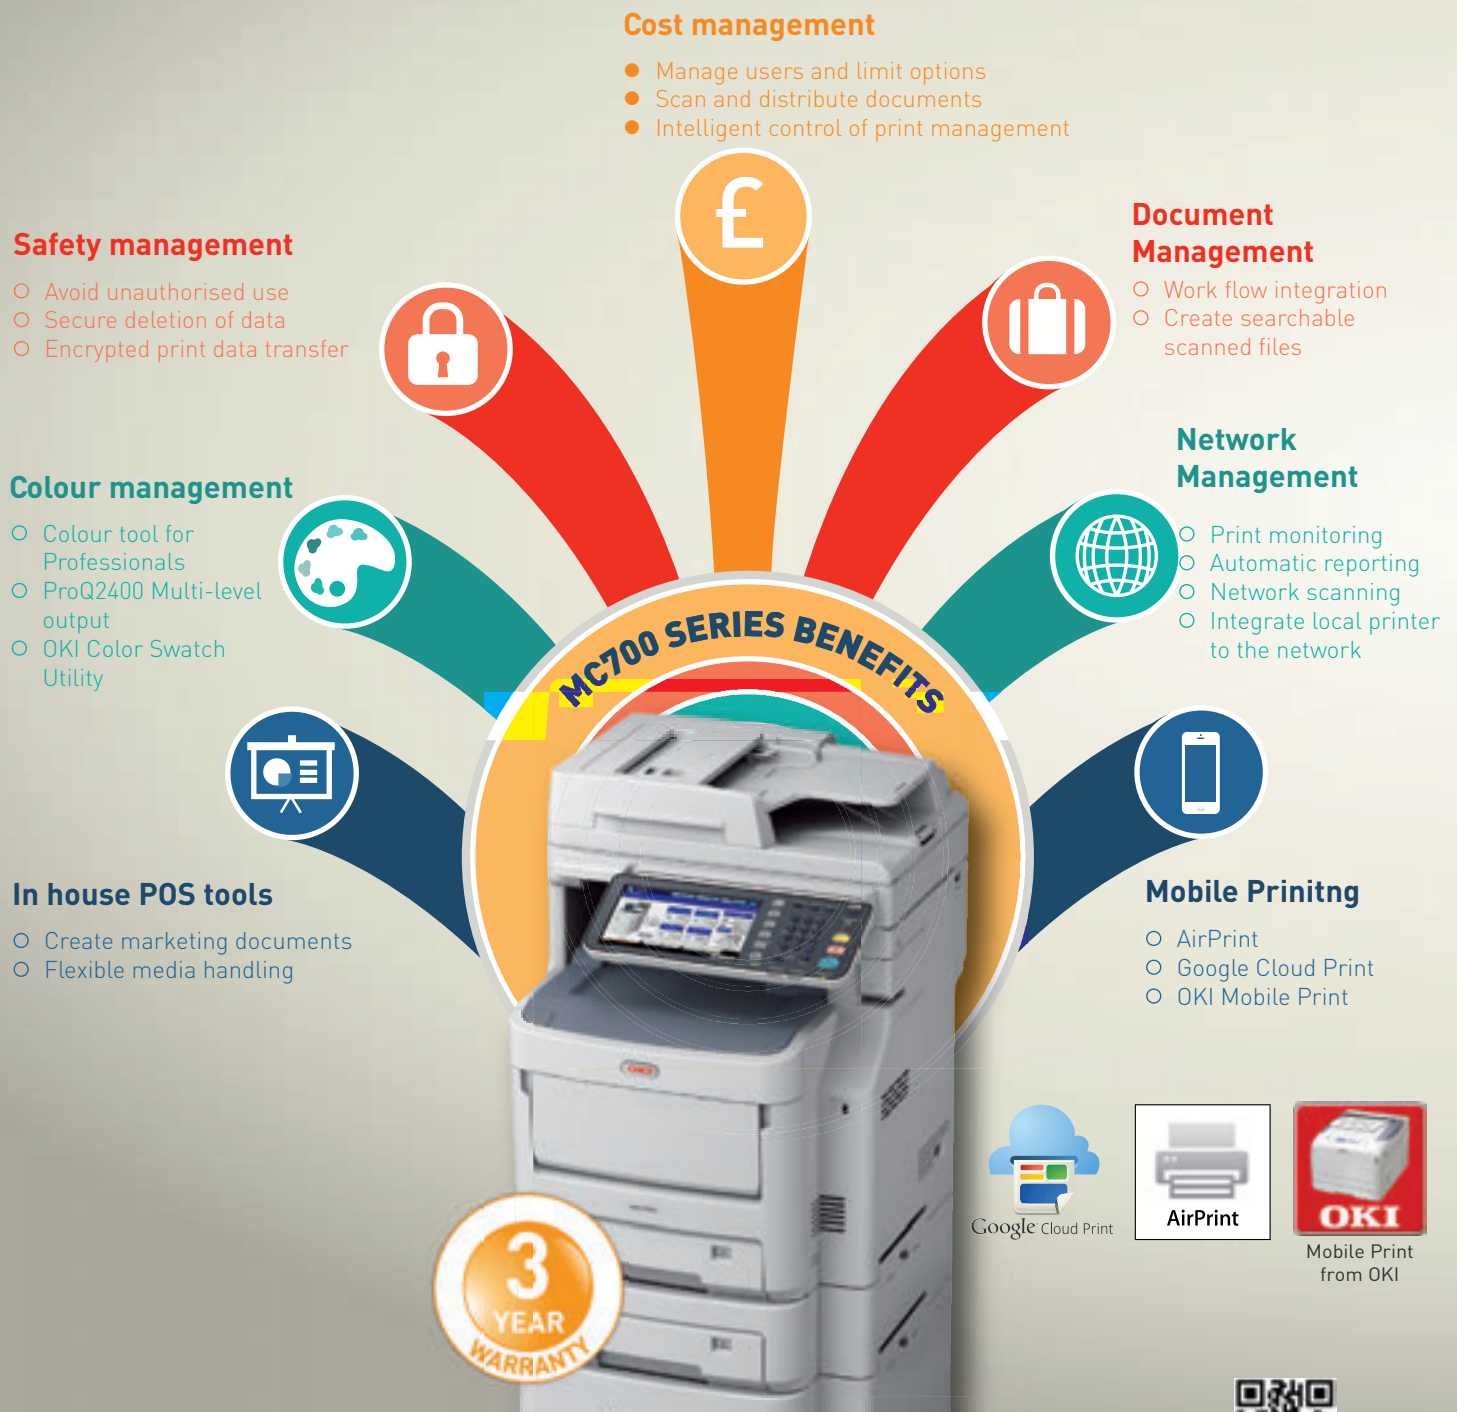 Cost management
Manage users and limit options
Scan and distribute documents
Intelligent control of print management
£
Safety management
Avoid unauthorised use
Secure deletion of data
Encrypted print data transfer
Document
Management
Work flow integration
Create searchable
scanned files
Colour management
Colour tool for
Professionals
ProQ2400 Multi-level
output
OKI Color Swatch
Utility
Network
Management
Print monitoring
Automatic reporting
Network scanning
Integrate local printer
to the network
MC700 SERIES BENEFITS
In house POS tools
Create marketing documents
Flexible media handling
Mobile Prinitng
AirPrint
Google Cloud Print
OKI Mobile Print
OKI
Google Cloud Print
AirPrint
OKI
Mobile Print
from OKI
3
YEAR
WARRANTY